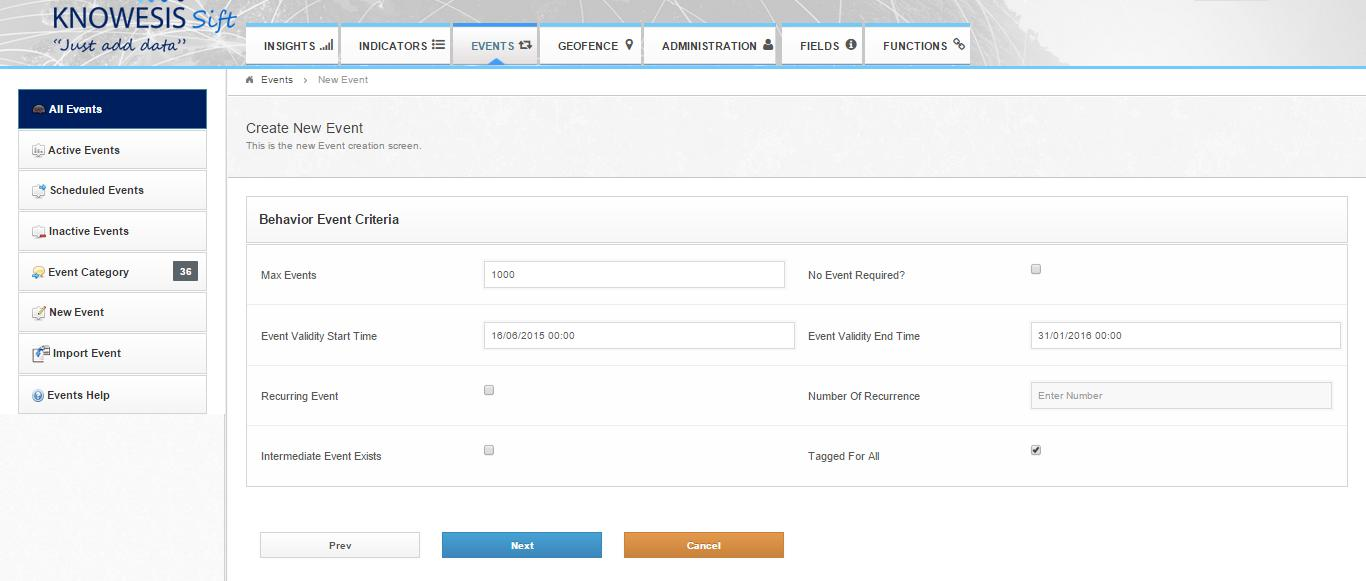 KNOWESIS Sift
"Just add data"
INSIGHTS
INDICATORS
EVENTS
GEOFENCE
ADMINISTRATION
FIELDS
FUNCTIONS
Events › New Event
All Events
Active Events
Scheduled Events
Inactive Events
Event Category 36
New Event
Import Event
Events Help
Create New Event
This is the new Event creation screen.
Behavior Event Criteria
Max Events 1000 No Event Required?
Event Validity Start Time 16/06/2015 00:00 Event Validity End Time 31/01/2016 00:00
Recurring Event Number Of Recurrence Enter Number
Intermediate Event Exists Tagged For All
Prev Next Cancel